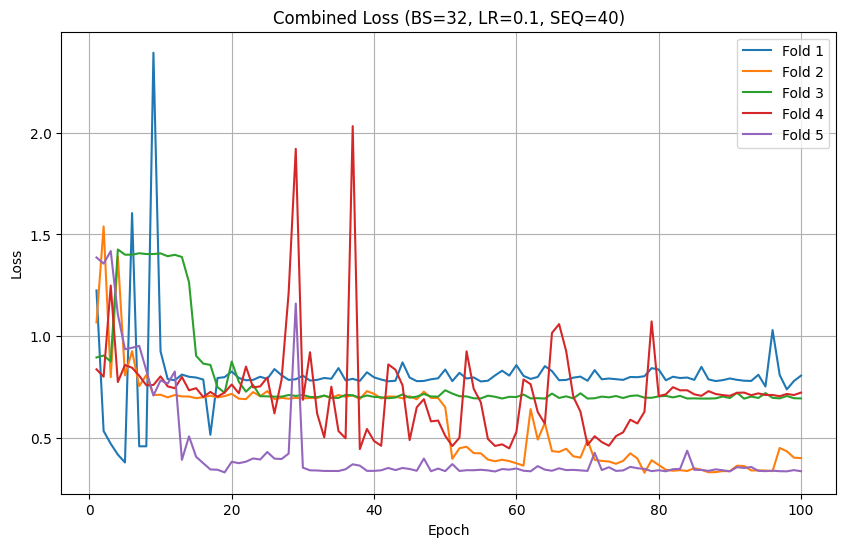 Combined Loss (BS=32, LR=0.1, SEQ=40)
Fold 1
Fold 2
Fold 3
Fold 4
Fold 5
Loss
2.0
1.5
1.0
0.5
0 20 40 60 80 100
Epoch